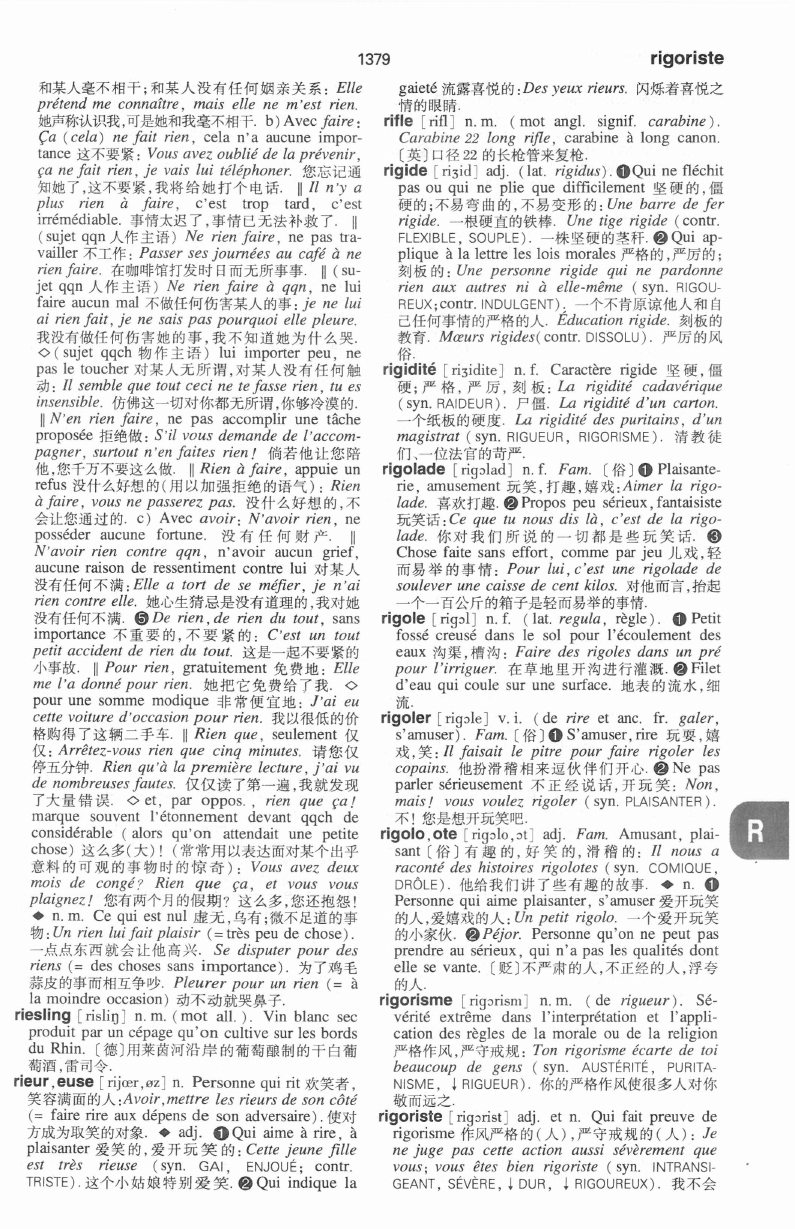 1379
rigoriste
和某人毫不相干;和某人没有任何姻亲关系: Elle
prétend me connaître, mais elle ne m'est rien.
她声称认识我,可是她和我毫不相干. b) Avec faire:
Ça (cela) ne fait rien, cela n'a aucune impor-
tance 这不要紧: Vous avez oublié de la prévenir,
ça ne fait rien, je vais lui téléphoner. 您忘记通
知她了,这不要紧,我将给她打个电话. ‖ Il n'y a
plus rien à faire, c'est trop tard, c'est
irrémédiable. 事情太迟了,事情已无法补救了. ‖
(sujet qqn 人作主语) Ne rien faire, ne pas tra-
vailler 不工作: Passer ses journées au café à ne
rien faire. 在咖啡馆打发时日而无所事事. ‖ (su-
jet qqn 人作主语) Ne rien faire à qqn, ne lui
faire aucun mal 不做任何伤害某人的事: je ne lui
ai rien fait, je ne sais pas pourquoi elle pleure.
我没有做任何伤害她的事,我不知道她为什么哭.
◇ (sujet qqch 物作主语) lui importer peu, ne
pas le toucher 对某人无所谓,对某人没有任何触
动: Il semble que tout ceci ne te fasse rien, tu es
insensible. 仿佛这一切对你都无所谓,你够冷漠的.
‖ N'en rien faire, ne pas accomplir une tâche
proposée 拒绝做: S'il vous demande de l'accom-
pagner, surtout n'en faites rien! 倘若他让您陪
他,您千万不要这么做. ‖ Rien à faire, appuie un
refus 没什么好想的(用以加强拒绝的语气): Rien
à faire, vous ne passerez pas. 没什么好想的,不
会让您通过的. c) Avec avoir: N'avoir rien, ne
posséder aucune fortune. 没有任何财产. ‖
N'avoir rien contre qqn, n'avoir aucun grief,
aucune raison de ressentiment contre lui 对某人
没有任何不满: Elle a tort de se méfier, je n'ai
rien contre elle. 她心生猜忌是没有道理的,我对她
没有任何不满. ❺ De rien, de rien du tout, sans
importance 不重要的,不要紧的: C'est un tout
petit accident de rien du tout. 这是一起不要紧的
小事故. ‖ Pour rien, gratuitement 免费地: Elle
me l'a donné pour rien. 她把它免费给了我. ◇
pour une somme modique 非常便宜地: J'ai eu
cette voiture d'occasion pour rien. 我以很低的价
格购得了这辆二手车. ‖ Rien que, seulement 仅
仅: Arrêtez-vous rien que cinq minutes. 请您仅
停五分钟. Rien qu'à la première lecture, j'ai vu
de nombreuses fautes. 仅仅读了第一遍,我就发现
了大量错误. ◇ et, par oppos., rien que ça!
marque souvent l'étonnement devant qqch de
considérable (alors qu'on attendait une petite
chose) 这么多(大)! (常常用以表达面对某个出乎
意料的可观的事物时的惊奇): Vous avez deux
mois de congé? Rien que ça, et vous vous
plaignez! 您有两个月的假期? 这么多,您还抱怨!
◆ n. m. Ce qui est nul 虚无,乌有;微不足道的事
物: Un rien lui fait plaisir (= très peu de chose).
一点点东西就会让他高兴. Se disputer pour des
riens (= des choses sans importance). 为了鸡毛
蒜皮的事而相互争吵. Pleurer pour un rien (= à
la moindre occasion) 动不动就哭鼻子.
riesling [risliŋ] n. m. (mot all.). Vin blanc sec
produit par un cépage qu'on cultive sur les bords
du Rhin. 〔德〕用莱茵河沿岸的葡萄酿制的干白葡
萄酒,雷司令.
rieur, euse [rijœr, øz] n. Personne qui rit 欢笑者,
笑容满面的人: Avoir, mettre les rieurs de son côté
(= faire rire aux dépens de son adversaire). 使对
方成为取笑的对象. ◆ adj. ❶ Qui aime à rire, à
plaisanter 爱笑的,爱开玩笑的: Cette jeune fille
est très rieuse (syn. GAI, ENJOUÉ; contr.
TRISTE). 这个小姑娘特别爱笑. ❷ Qui indique la
gaieté 流露喜悦的: Des yeux rieurs. 闪烁着喜悦之
情的眼睛.
rifle [rifl] n. m. (mot angl. signif. carabine).
Carabine 22 long rifle, carabine à long canon.
〔英〕口径 22 的长枪管来复枪.
rigide [riʒid] adj. (lat. rigidus). ❶ Qui ne fléchit
pas ou qui ne plie que difficilement 坚硬的,僵
硬的;不易弯曲的,不易变形的: Une barre de fer
rigide. 一根硬直的铁棒. Une tige rigide (contr.
FLEXIBLE, SOUPLE). 一株坚硬的茎秆. ❷ Qui ap-
plique à la lettre les lois morales 严格的,严厉的;
刻板的: Une personne rigide qui ne pardonne
rien aux autres ni à elle-même (syn. RIGOU-
REUX; contr. INDULGENT). 一个不肯原谅他人和自
己任何事情的严格的人. Éducation rigide. 刻板的
教育. Mœurs rigides (contr. DISSOLU). 严厉的风
俗.
rigidité [riʒidite] n. f. Caractère rigide 坚硬,僵
硬;严格,严厉,刻板: La rigidité cadavérique
(syn. RAIDEUR). 尸僵. La rigidité d'un carton.
一个纸板的硬度. La rigidité des puritains, d'un
magistrat (syn. RIGUEUR, RIGORISME). 清教徒
们、一位法官的苛严.
rigolade [rigɔlad] n. f. Fam. 〔俗〕❶ Plaisante-
rie, amusement 玩笑,打趣,嬉戏: Aimer la rigo-
lade. 喜欢打趣. ❷ Propos peu sérieux, fantaisiste
玩笑话: Ce que tu nous dis là, c'est de la rigo-
lade. 你对我们所说的一切都是些玩笑话. ❸
Chose faite sans effort, comme par jeu 儿戏,轻
而易举的事情: Pour lui, c'est une rigolade de
soulever une caisse de cent kilos. 对他而言,抬起
一个一百公斤的箱子是轻而易举的事情.
rigole [rigɔl] n. f. (lat. regula, règle). ❶ Petit
fossé creusé dans le sol pour l'écoulement des
eaux 沟渠,槽沟: Faire des rigoles dans un pré
pour l'irriguer. 在草地里开沟进行灌溉. ❷ Filet
d'eau qui coule sur une surface. 地表的流水,细
流.
rigoler [rigɔle] v. i. (de rire et anc. fr. galer,
s'amuser). Fam. 〔俗〕❶ S'amuser, rire 玩耍,嬉
戏,笑: Il faisait le pitre pour faire rigoler les
copains. 他扮滑稽相来逗伙伴们开心. ❷ Ne pas
parler sérieusement 不正经说话,开玩笑: Non,
mais! vous voulez rigoler (syn. PLAISANTER).
不! 您是想开玩笑吧.
rigolo, ote [rigɔlo, ɔt] adj. Fam. Amusant, plai-
sant 〔俗〕有趣的,好笑的,滑稽的: Il nous a
raconté des histoires rigolotes (syn. COMIQUE,
DRÔLE). 他给我们讲了些有趣的故事. ◆ n. ❶
Personne qui aime plaisanter, s'amuser 爱开玩笑
的人,爱嬉戏的人: Un petit rigolo. 一个爱开玩笑
的小家伙. ❷ Péjor. Personne qu'on ne peut pas
prendre au sérieux, qui n'a pas les qualités dont
elle se vante. 〔贬〕不严肃的人,不正经的人,浮夸
的人.
rigorisme [rigɔrism] n. m. (de rigueur). Sé-
vérité extrême dans l'interprétation et l'appli-
cation des règles de la morale ou de la religion
严格作风,严守戒规: Ton rigorisme écarte de toi
beaucoup de gens (syn. AUSTÉRITÉ, PURITA-
NISME, ↓RIGUEUR). 你的严格作风使很多人对你
敬而远之.
rigoriste [rigɔrist] adj. et n. Qui fait preuve de
rigorisme 作风严格的(人),严守戒规的(人): Je
ne juge pas cette action aussi sévèrement que
vous; vous êtes bien rigoriste (syn. INTRANSI-
GEANT, SÉVÈRE, ↓DUR, ↓RIGOUREUX). 我不会
R